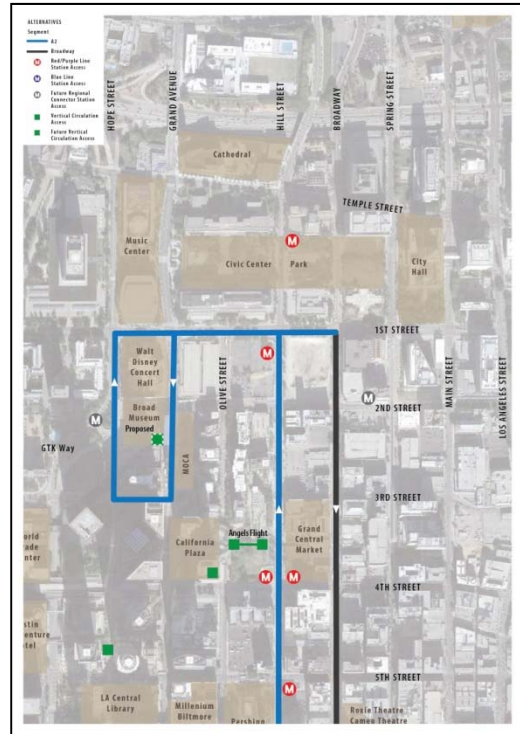 ALTERNATIVES
Segment
A2
Broadway
Red/Purple Line
Station Access
Blue Line
Station Access
Future Regional
Connector Station
Access
Vertical Circulation
Access
Future Vertical
Circulation Access
M
M
M
HOPE STREET
GRAND AVENUE
HILL STREET
BROADWAY
SPRING STREET
Cathedral
TEMPLE STREET
Music
Center
M
Civic Center Park
City
Hall
1ST STREET
Walt
Disney
Concert
Hall
M
OLIVE STREET
MAIN STREET
LOS ANGELES STREET
Broad
Museum
Proposed
M
2ND STREET
M
GTK Way
MOCA
3RD STREET
California
Plaza
Angels Flight
Grand
Central
Market
M
M
4TH STREET
5TH STREET
LA Central
Library
Millenium
Biltmore
M
Roxie Theatre
Cameo Theatre